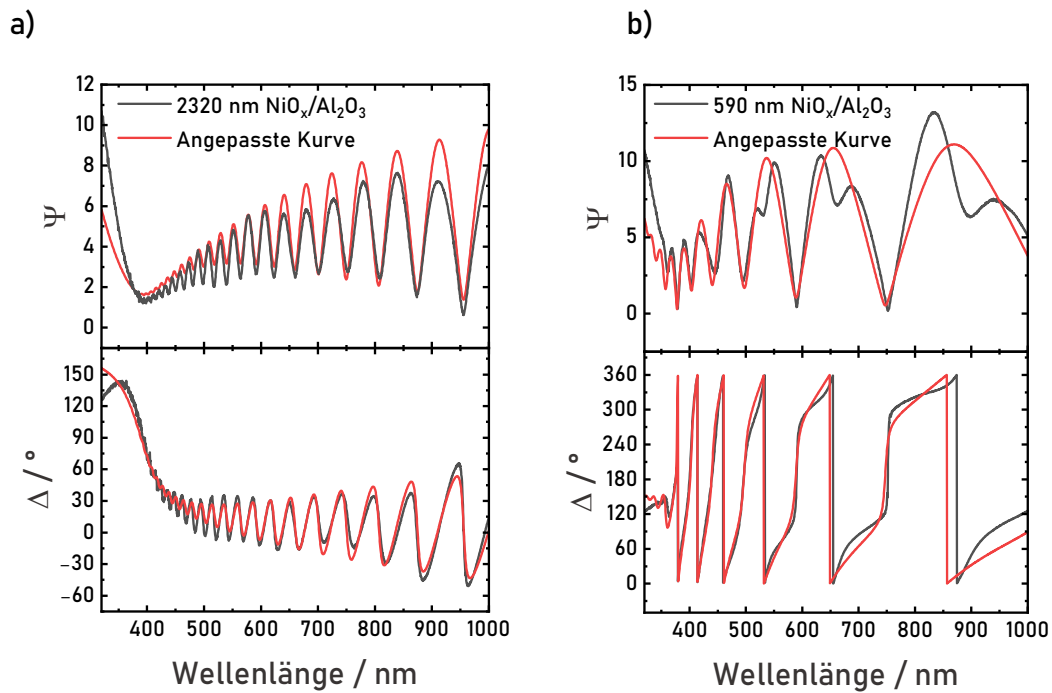 a)
b)
2320 nm NiOₓ/Al₂O₃
Angepasste Kurve
Ψ
12
10
8
6
4
2
0
Δ / °
150
120
90
60
30
0
−30
−60
400 500 600 700 800 900 1000
Wellenlänge / nm
590 nm NiOₓ/Al₂O₃
Angepasste Kurve
Ψ
15
10
5
0
Δ / °
360
300
240
180
120
60
0
400 500 600 700 800 900 1000
Wellenlänge / nm